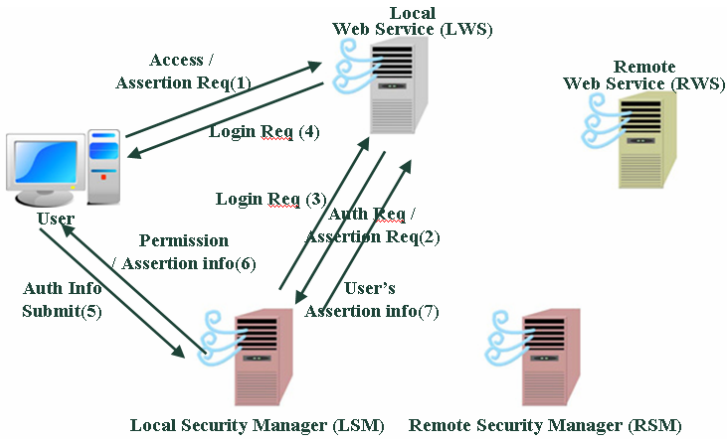 Local
Web Service (LWS)
Access /
Assertion Req(1)
Remote
Web Service (RWS)
Login Req (4)
Login Req (3)
User
Auth Req /
Assertion Req(2)
Permission
/ Assertion info(6)
Auth Info
Submit(5)
User's
Assertion info(7)
Local Security Manager (LSM)
Remote Security Manager (RSM)